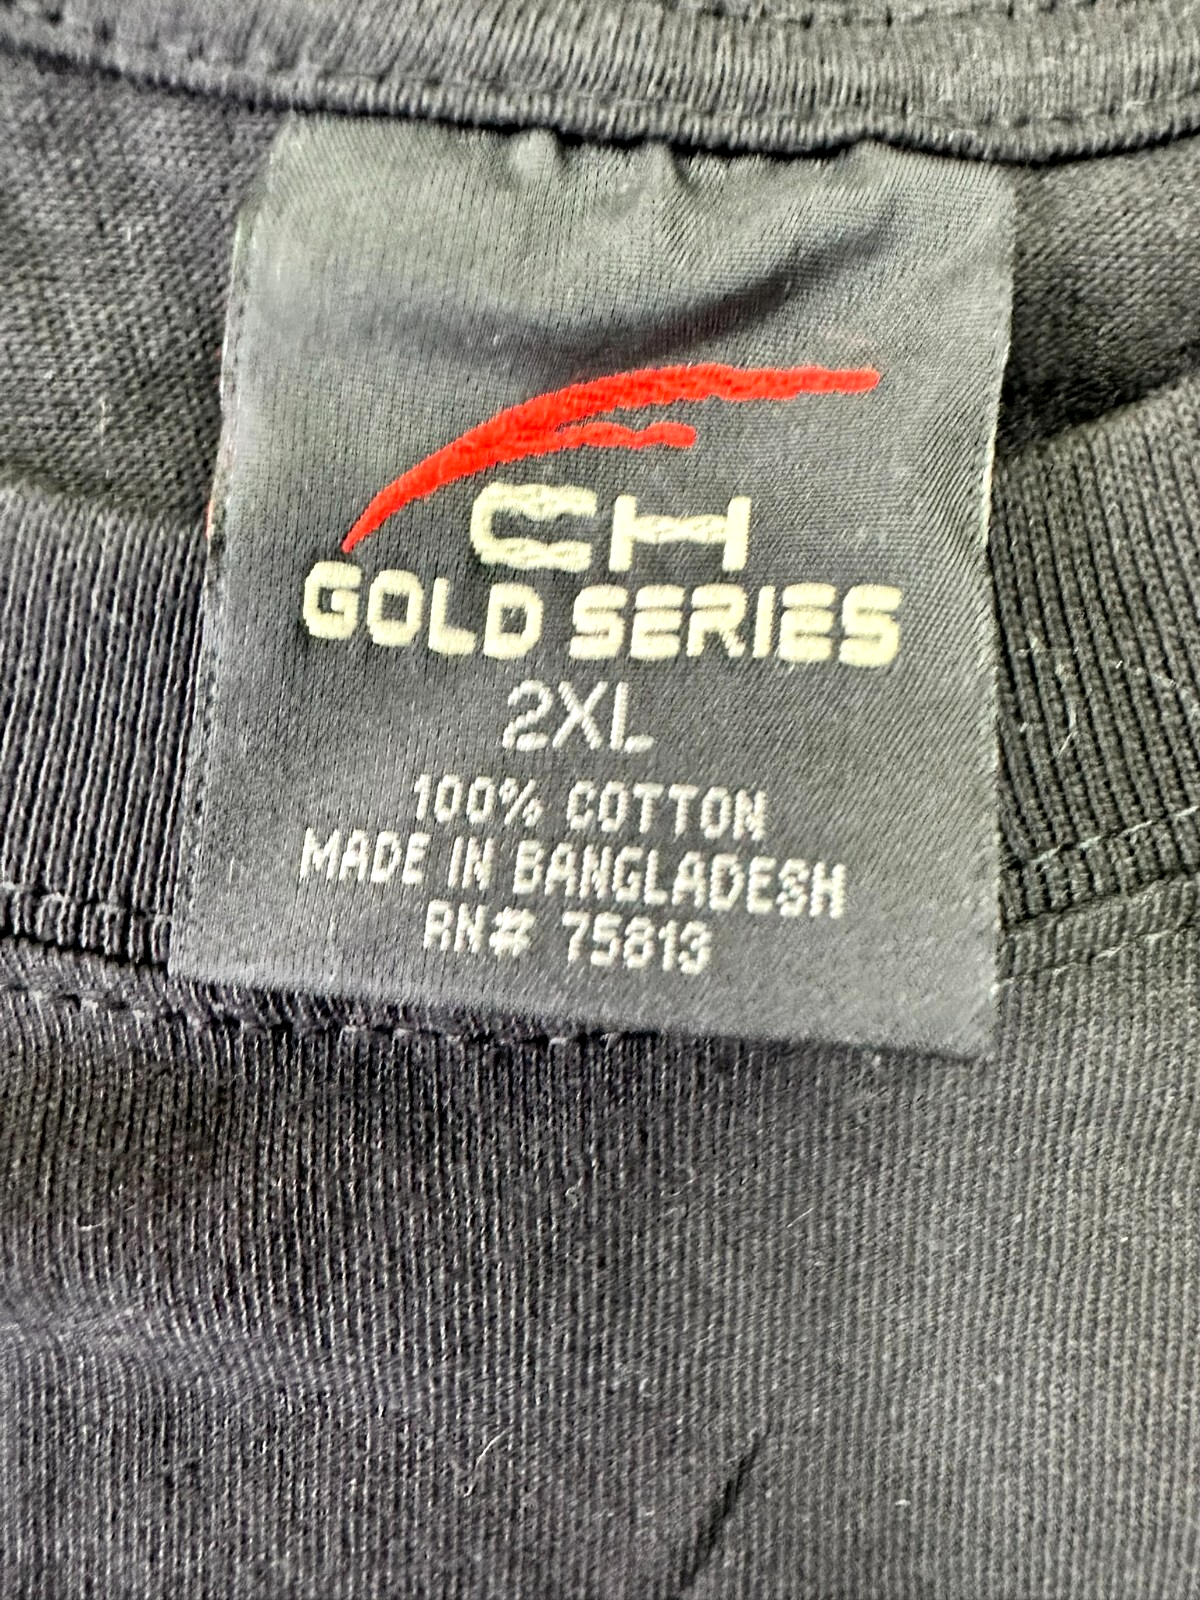 CH
GOLD SERIES
2XL
100% COTTON
MADE IN BANGLADESH
RN# 75813